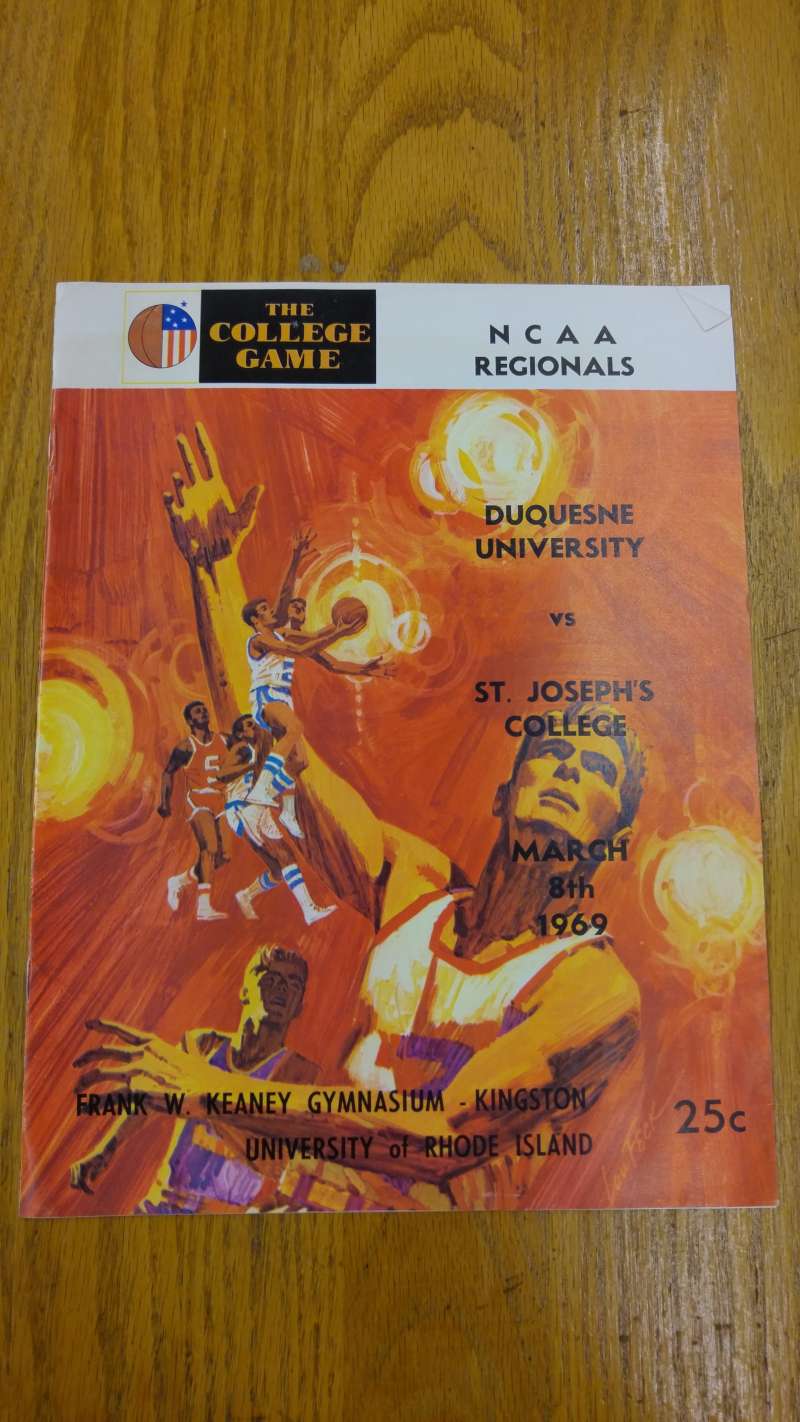 THE
COLLEGE
GAME
NCAA
REGIONALS
DUQUESNE
UNIVERSITY
vs
ST. JOSEPH'S
COLLEGE
MARCH
8th
1969
5
FRANK W. KEANEY GYMNASIUM - KINGSTON
UNIVERSITY of RHODE ISLAND
25c